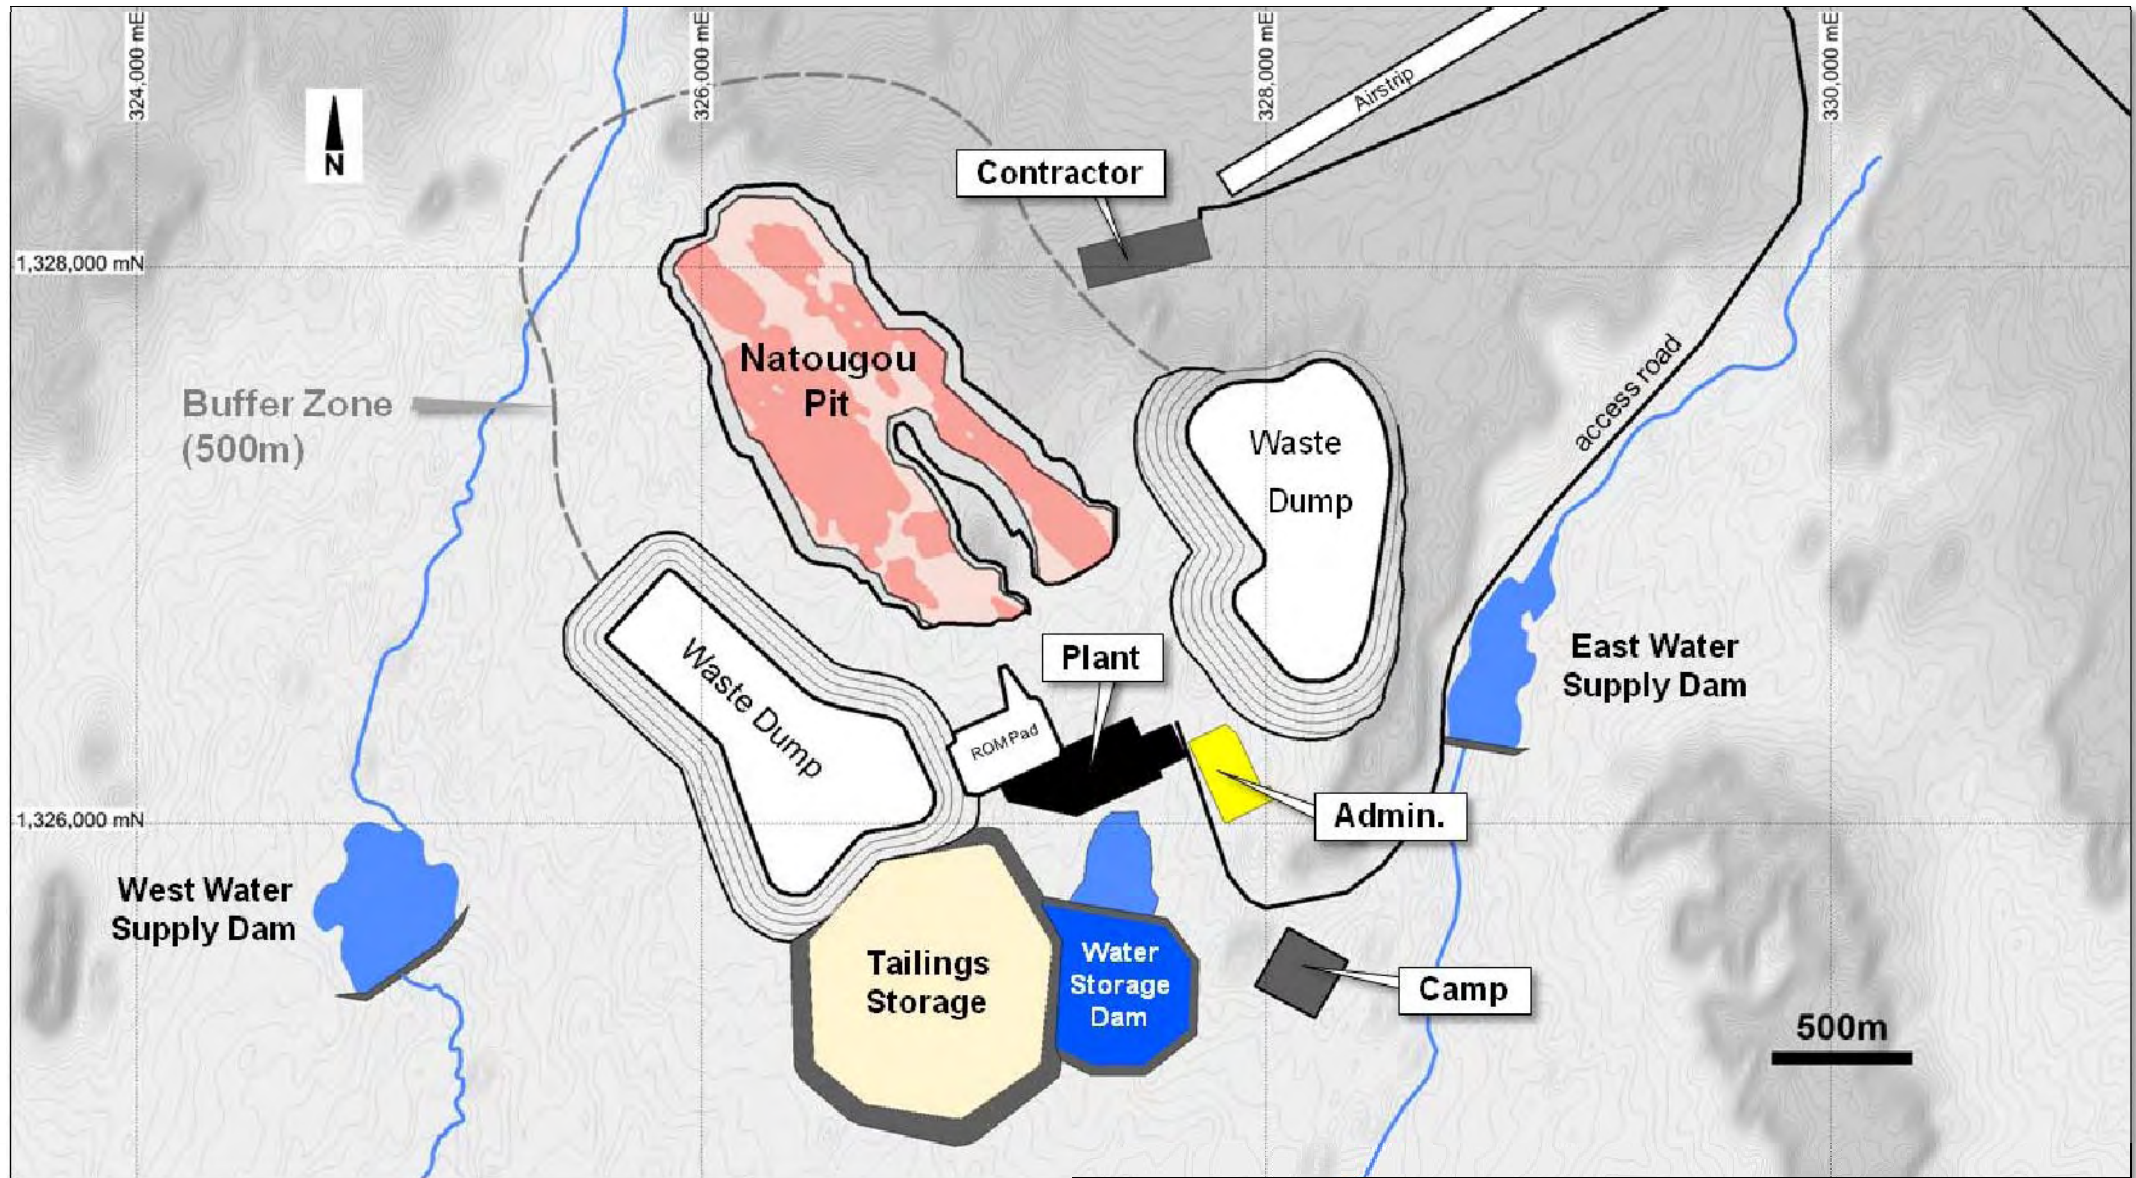 324,000 mE
326,000 mE
328,000 mE
330,000 mE
Airstrip
N
Contractor
1,328,000 mN
Natougou
Pit
Buffer Zone
(500m)
access road
Waste
Dump
East Water
Supply Dam
Plant
Waste Dump
ROM Pad
Admin.
1,326,000 mN
West Water
Supply Dam
Tailings
Storage
Water
Storage
Dam
Camp
500m